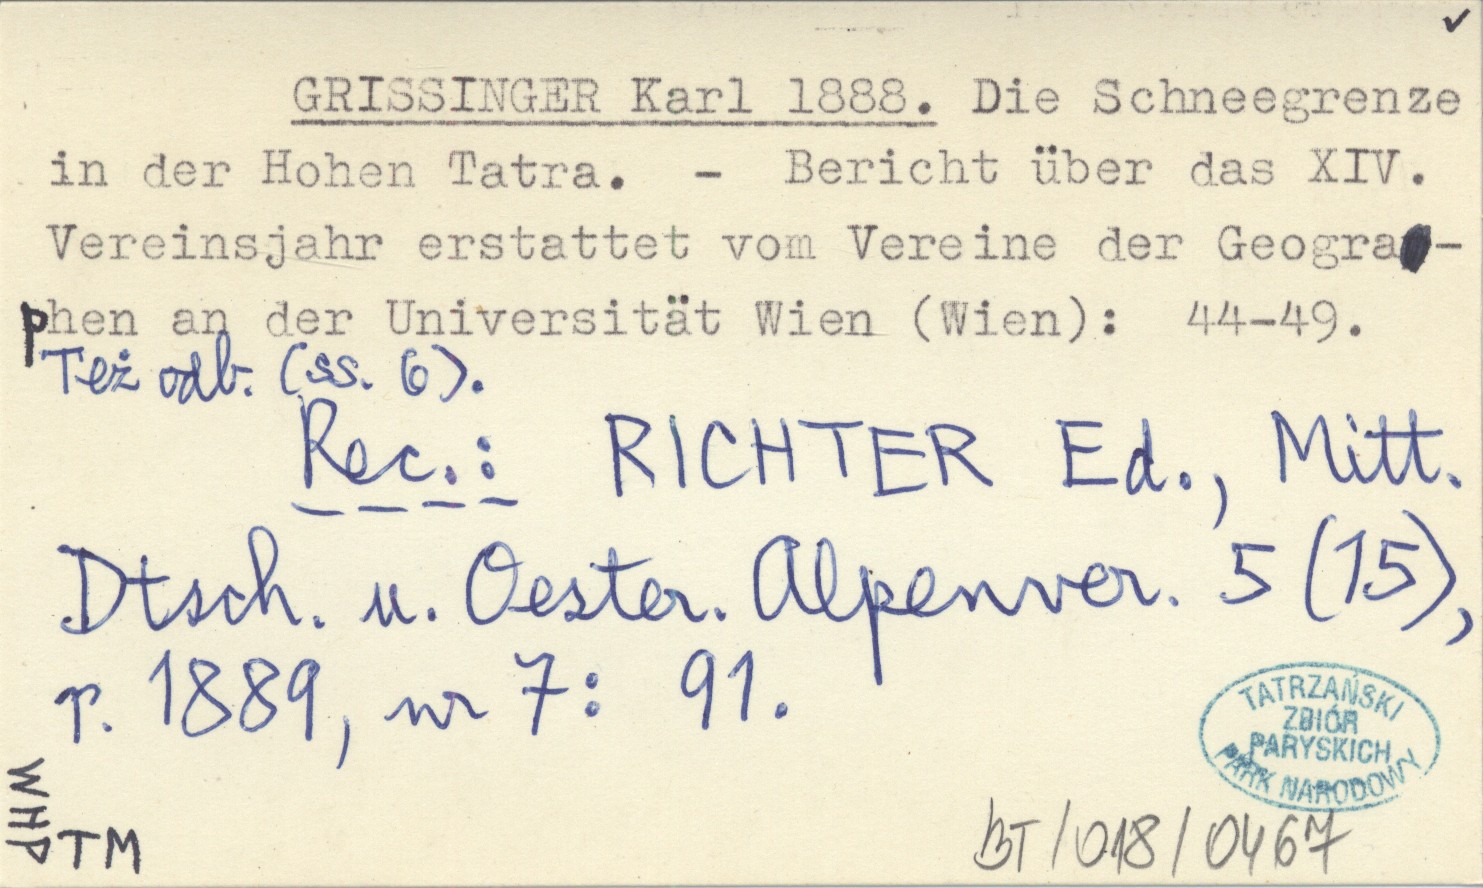 GRISSINGER Karl 1888. Die Schneegrenze
in der Hohen Tatra. - Bericht über das XIV.
Vereinsjahr erstattet vom Vereine der Geogra-
phen an der Universität Wien (Wien): 44-49.
Też odb. (ss. 6).
Rec.: RICHTER Ed., Mitt.
Dtsch. u. Oester. Alpenver. 5 (15),
r. 1889, nr 7: 91.
TATRZAŃSKI
ZBIÓR
PARYSKICH
PARK NARODOWY
WHP
TM
BT/018/0467